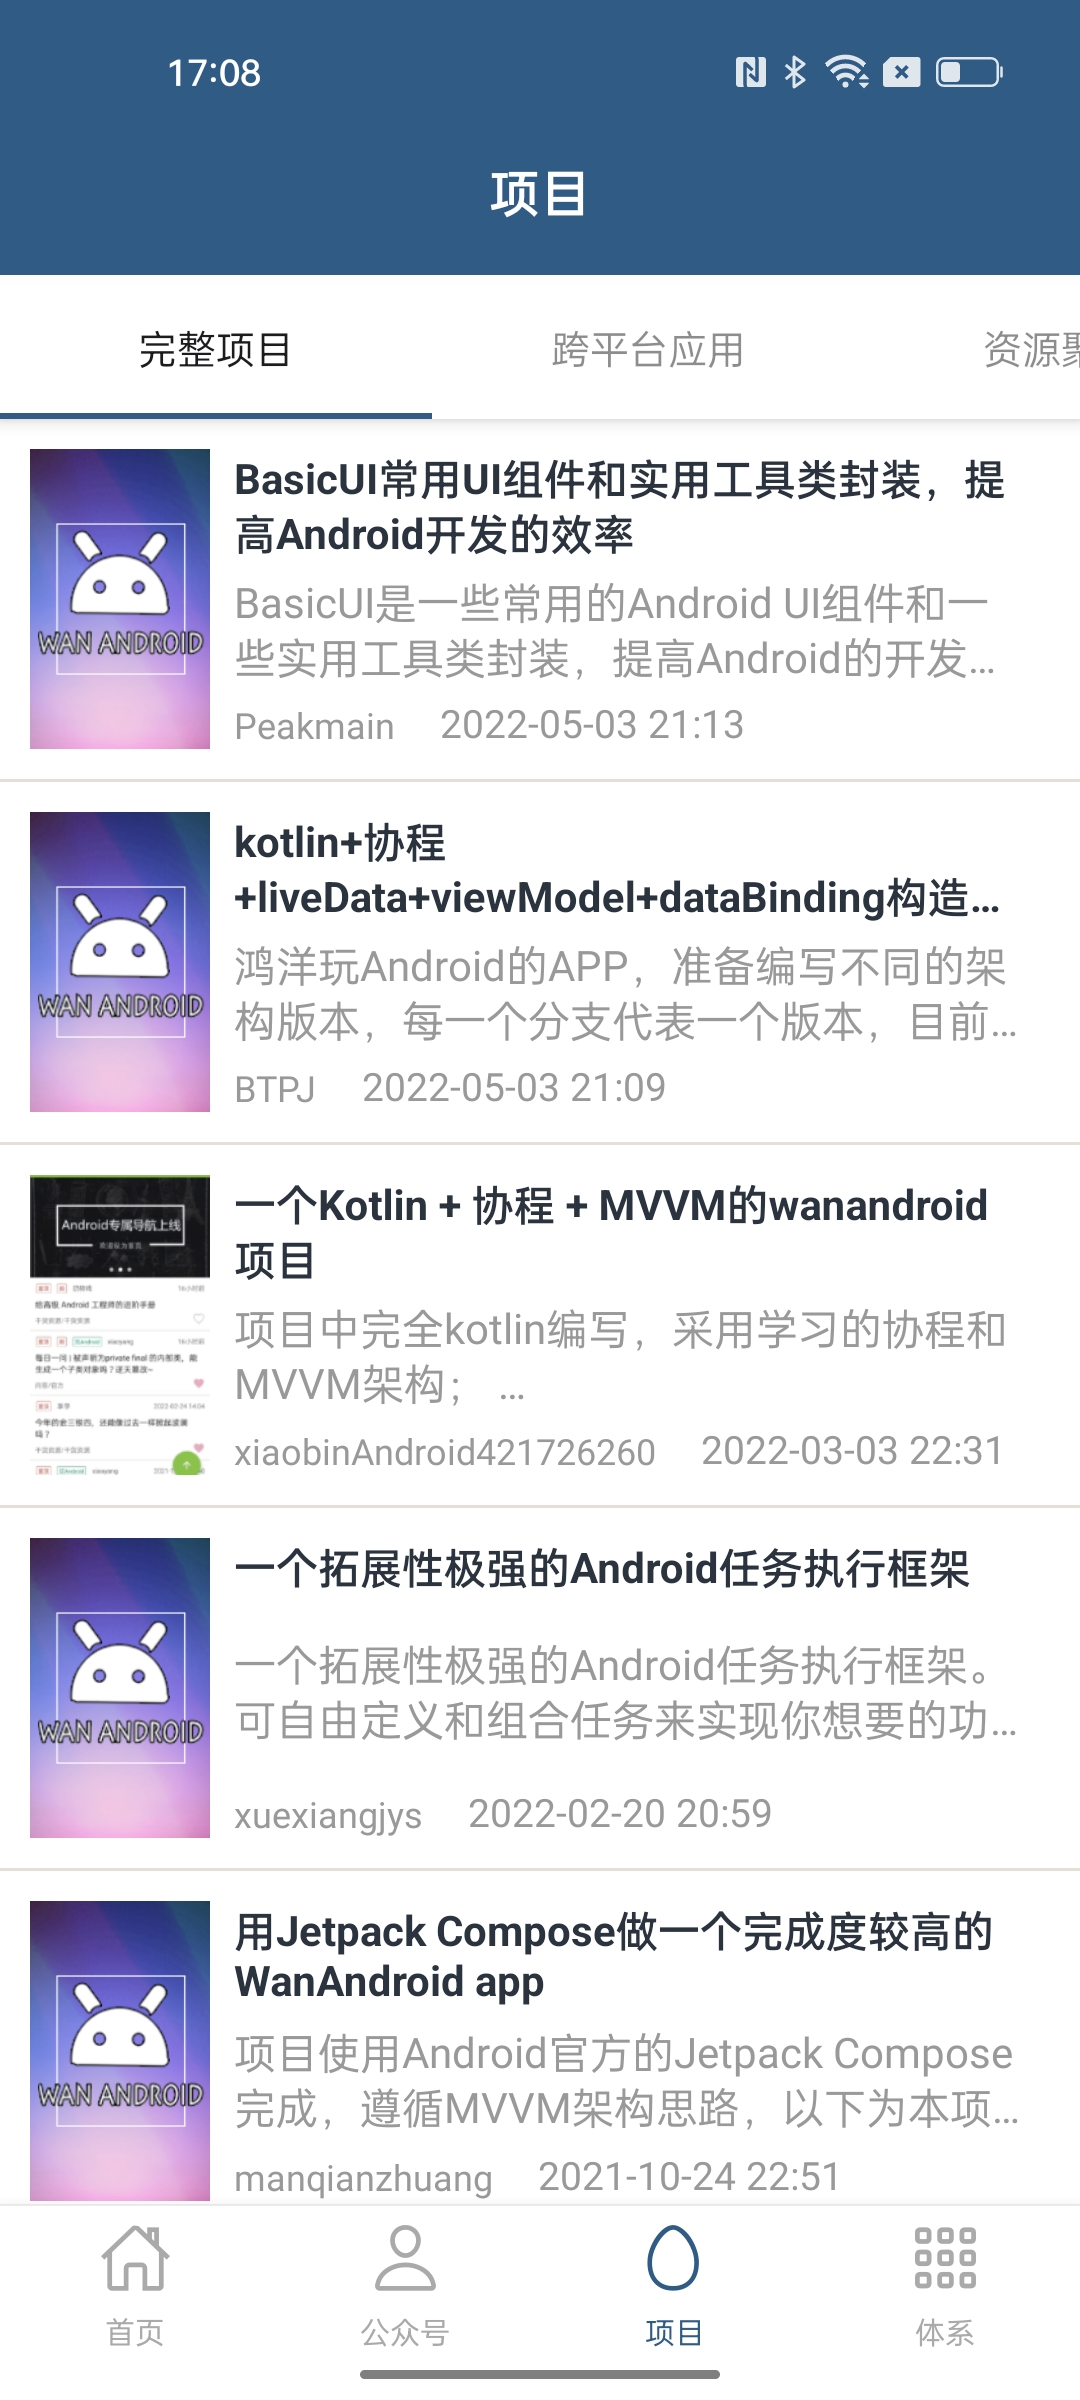 17:08
项目
完整项目
跨平台应用
资源聚
WAN ANDROID
BasicUI常用UI组件和实用工具类封装，提
高Android开发的效率
BasicUI是一些常用的Android UI组件和一
些实用工具类封装，提高Android的开发...
Peakmain 2022-05-03 21:13
WAN ANDROID
kotlin+协程
+liveData+viewModel+dataBinding构造...
鸿洋玩Android的APP，准备编写不同的架
构版本，每一个分支代表一个版本，目前...
BTPJ 2022-05-03 21:09
Android专属导航上线
一个Kotlin + 协程 + MVVM的wanandroid
项目
项目中完全kotlin编写，采用学习的协程和
MVVM架构； ...
xiaobinAndroid421726260 2022-03-03 22:31
给高级 Android 工程师的进阶手册
WAN ANDROID
一个拓展性极强的Android任务执行框架
一个拓展性极强的Android任务执行框架。
可自由定义和组合任务来实现你想要的功...
xuexiangjys 2022-02-20 20:59
WAN ANDROID
用Jetpack Compose做一个完成度较高的
WanAndroid app
项目使用Android官方的Jetpack Compose
完成，遵循MVVM架构思路，以下为本项...
manqianzhuang 2021-10-24 22:51
首页
公众号
项目
体系